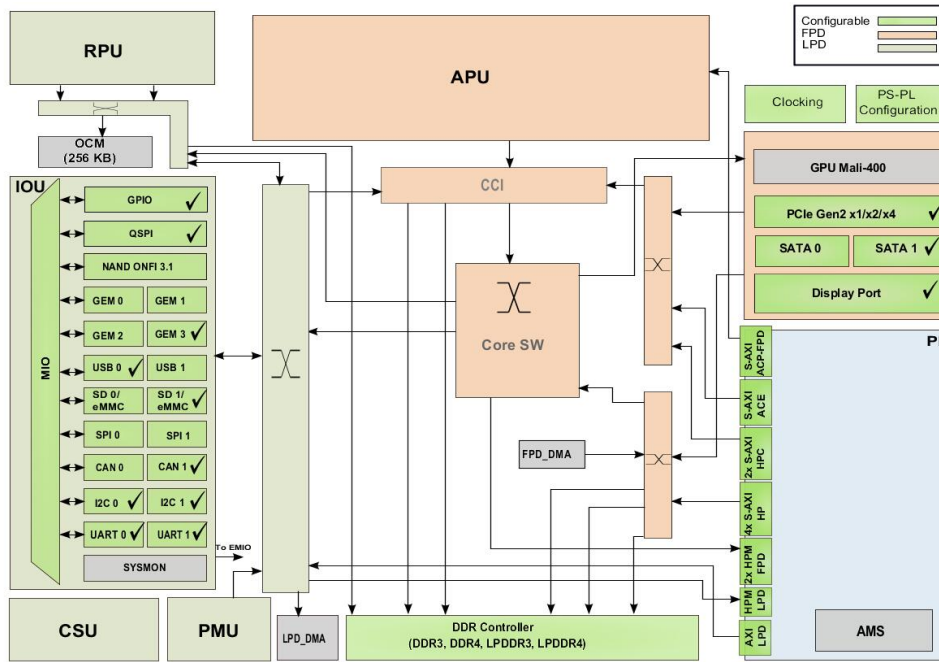 Configurable
FPD
LPD
RPU
APU
Clocking
PS-PL
Configuration
OCM
(256 KB)
GPU Mali-400
CCI
IOU
GPIO
QSPI
NAND ONFI 3.1
GEM 0
GEM 1
GEM 2
GEM 3
USB 0
USB 1
SD 0/
eMMC
SD 1/
eMMC
SPI 0
SPI 1
CAN 0
CAN 1
I2C 0
I2C 1
UART 0
UART 1
SYSMON
MIO
To EMIO
PCIe Gen2 x1/x2/x4
SATA 0
SATA 1
Display Port
Core SW
FPD_DMA
S-AXI
ACP-FPD
S-AXI
ACE
2x S-AXI
HPC
4x S-AXI
HP
2x HPM
FPD
HPM
LPD
AXI
LPD
CSU
PMU
LPD_DMA
DDR Controller
(DDR3, DDR4, LPDDR3, LPDDR4)
AMS